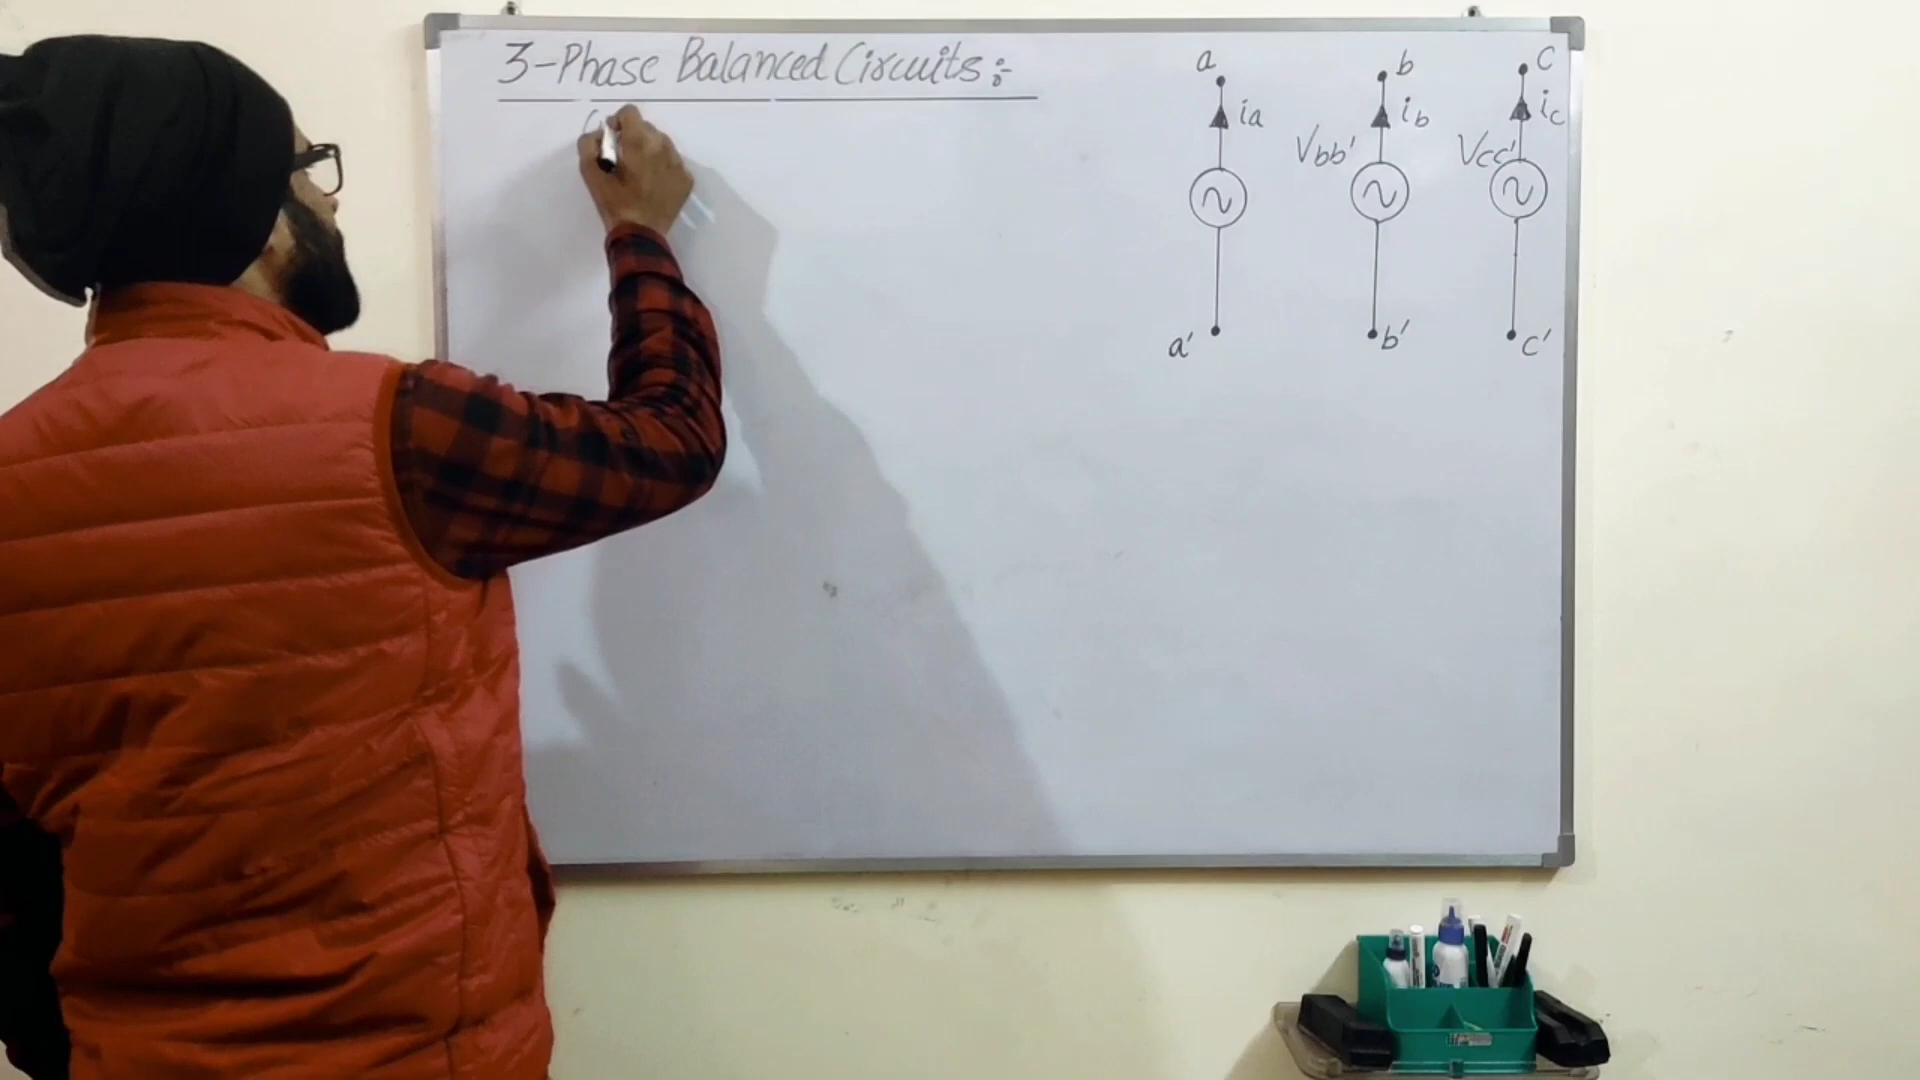 3-Phase Balanced Circuits:-
a b c
ia ib ic
Vbb' Vcc'
a' b' c'